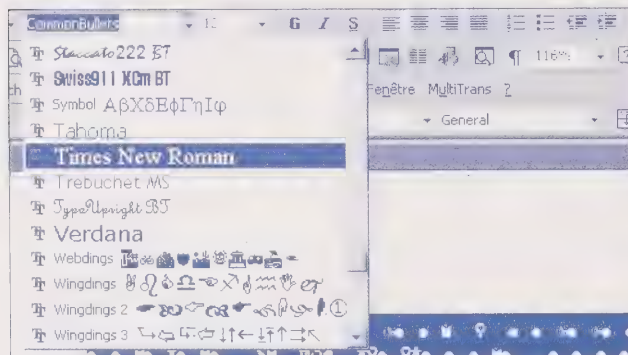 CommonBullets 10 G I S
Staccato222 BT
116%
Swiss911 XCm BT
Fenêtre MultiTrans ?
Symbol ΑβΧδΕφΓηΙφ
Tahoma
General
Times New Roman
Trebuchet MS
TypoUpright BT
Verdana
Webdings
Wingdings
Wingdings 2
Wingdings 3